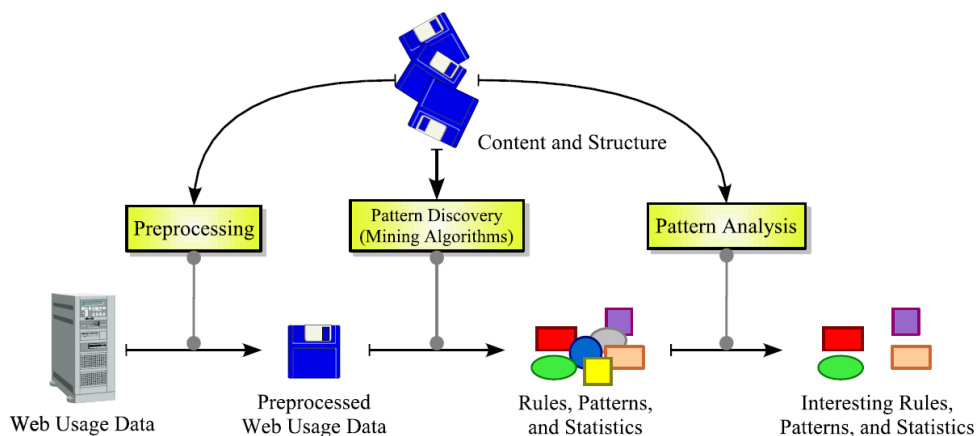 Content and Structure
Preprocessing
Pattern Discovery
(Mining Algorithms)
Pattern Analysis
Web Usage Data
Preprocessed
Web Usage Data
Rules, Patterns,
and Statistics
Interesting Rules,
Patterns, and Statistics